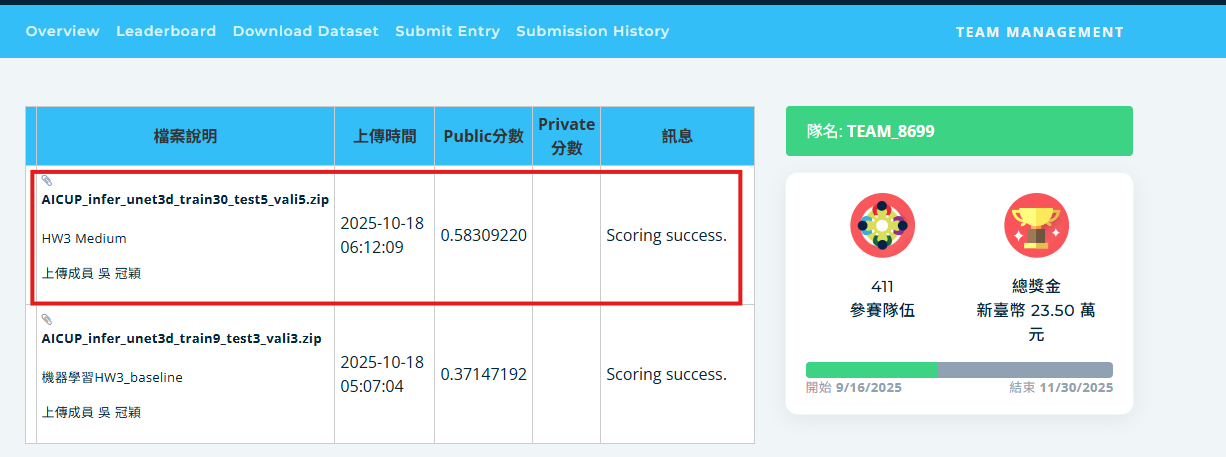 Overview Leaderboard Download Dataset Submit Entry Submission History TEAM MANAGEMENT
檔案說明 上傳時間 Public分數 Private
分數 訊息
AICUP_infer_unet3d_train30_test5_vali5.zip
HW3 Medium
上傳成員 吳 冠穎
2025-10-18
06:12:09
0.58309220
Scoring success.
AICUP_infer_unet3d_train9_test3_vali3.zip
機器學習HW3_baseline
上傳成員 吳 冠穎
2025-10-18
05:07:04
0.37147192
Scoring success.
隊名: TEAM_8699
411
參賽隊伍
總獎金
新臺幣 23.50 萬
元
開始 9/16/2025 結束 11/30/2025